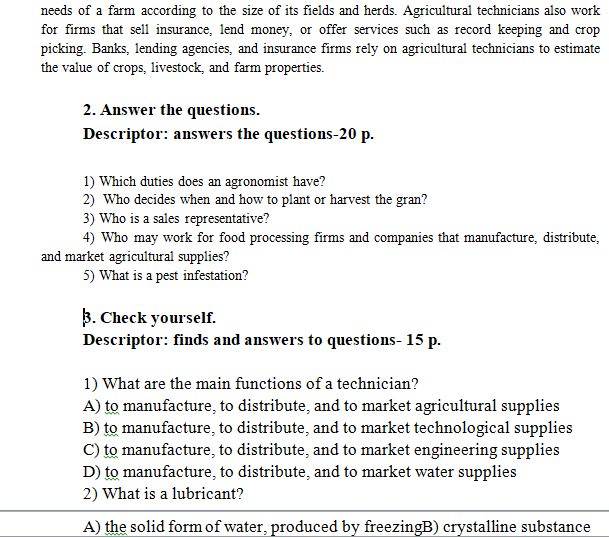 needs of a farm according to the size of its fields and herds. Agricultural technicians also work
for firms that sell insurance, lend money, or offer services such as record keeping and crop
picking. Banks, lending agencies, and insurance firms rely on agricultural technicians to estimate
the value of crops, livestock, and farm properties.
2. Answer the questions.
Descriptor: answers the questions-20 p.
1) Which duties does an agronomist have?
2) Who decides when and how to plant or harvest the gran?
3) Who is a sales representative?
4) Who may work for food processing firms and companies that manufacture, distribute,
and market agricultural supplies?
5) What is a pest infestation?
3. Check yourself.
Descriptor: finds and answers to questions- 15 p.
1) What are the main functions of a technician?
A) to manufacture, to distribute, and to market agricultural supplies
B) to manufacture, to distribute, and to market technological supplies
C) to manufacture, to distribute, and to market engineering supplies
D) to manufacture, to distribute, and to market water supplies
2) What is a lubricant?
A) the solid form of water, produced by freezingB) crystalline substance